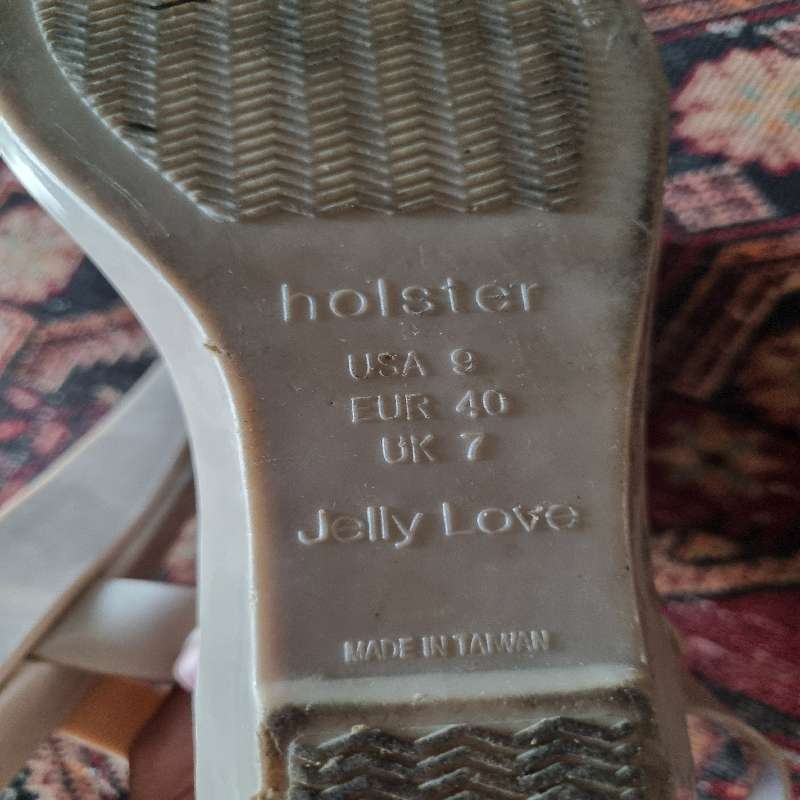 holster
USA 9
EUR 40
UK 7
Jelly Love
MADE IN TAIWAN